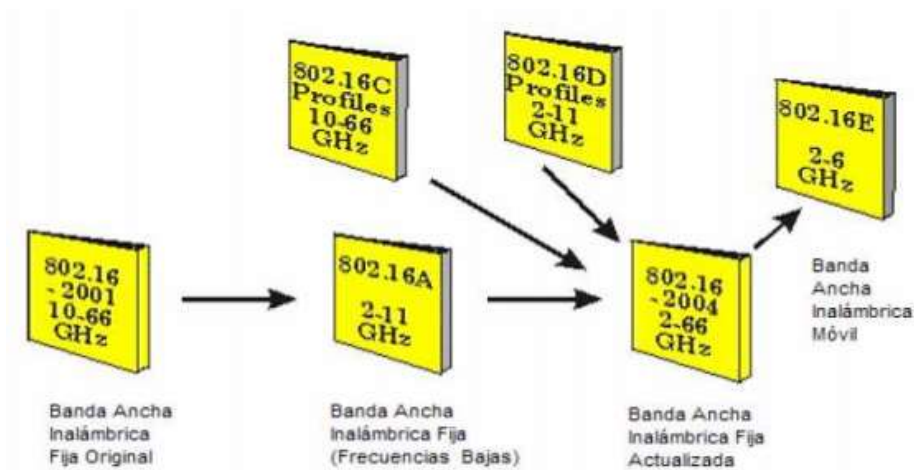 802.16C
Profiles
10-66
GHz
802.16D
Profiles
2-11
GHz
802.16E
2-6
GHz
802.16
-2001
10-66
GHz
802.16A
2-11
GHz
802.16
-2004
2-66
GHz
Banda
Ancha
Inalámbrica
Móvil
Banda Ancha
Inalámbrica
Fija Original
Banda Ancha
Inalámbrica Fija
(Frecuencias Bajas)
Banda Ancha
Inalámbrica Fija
Actualizada